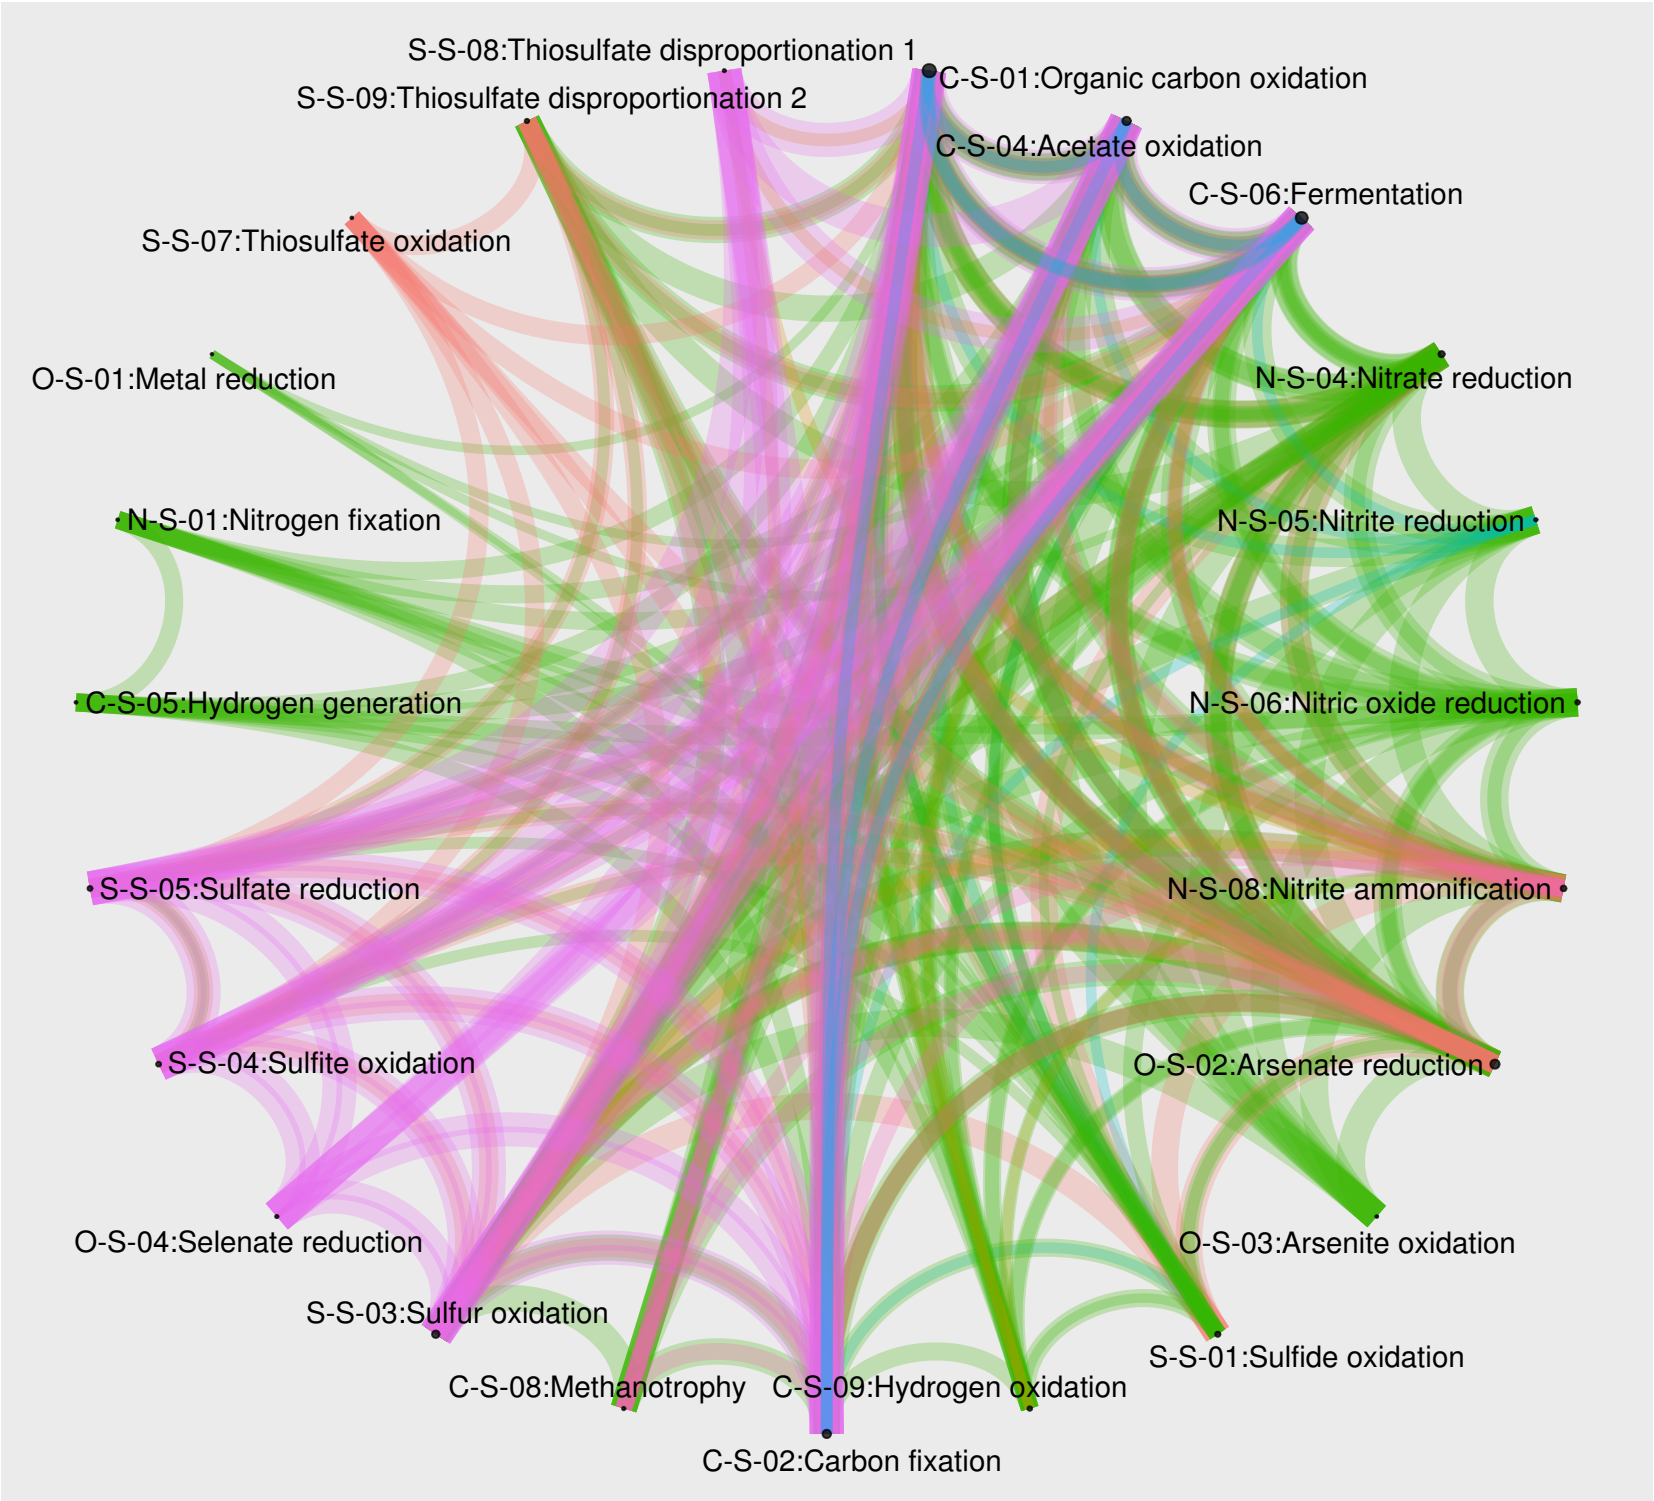 S-S-08:Thiosulfate disproportionation 1
C-S-01:Organic carbon oxidation
S-S-09:Thiosulfate disproportionation 2
C-S-04:Acetate oxidation
C-S-06:Fermentation
S-S-07:Thiosulfate oxidation
O-S-01:Metal reduction
N-S-04:Nitrate reduction
N-S-01:Nitrogen fixation
N-S-05:Nitrite reduction
C-S-05:Hydrogen generation
N-S-06:Nitric oxide reduction
S-S-05:Sulfate reduction
N-S-08:Nitrite ammonification
S-S-04:Sulfite oxidation
O-S-02:Arsenate reduction
O-S-04:Selenate reduction
O-S-03:Arsenite oxidation
S-S-03:Sulfur oxidation
S-S-01:Sulfide oxidation
C-S-08:Methanotrophy
C-S-09:Hydrogen oxidation
C-S-02:Carbon fixation